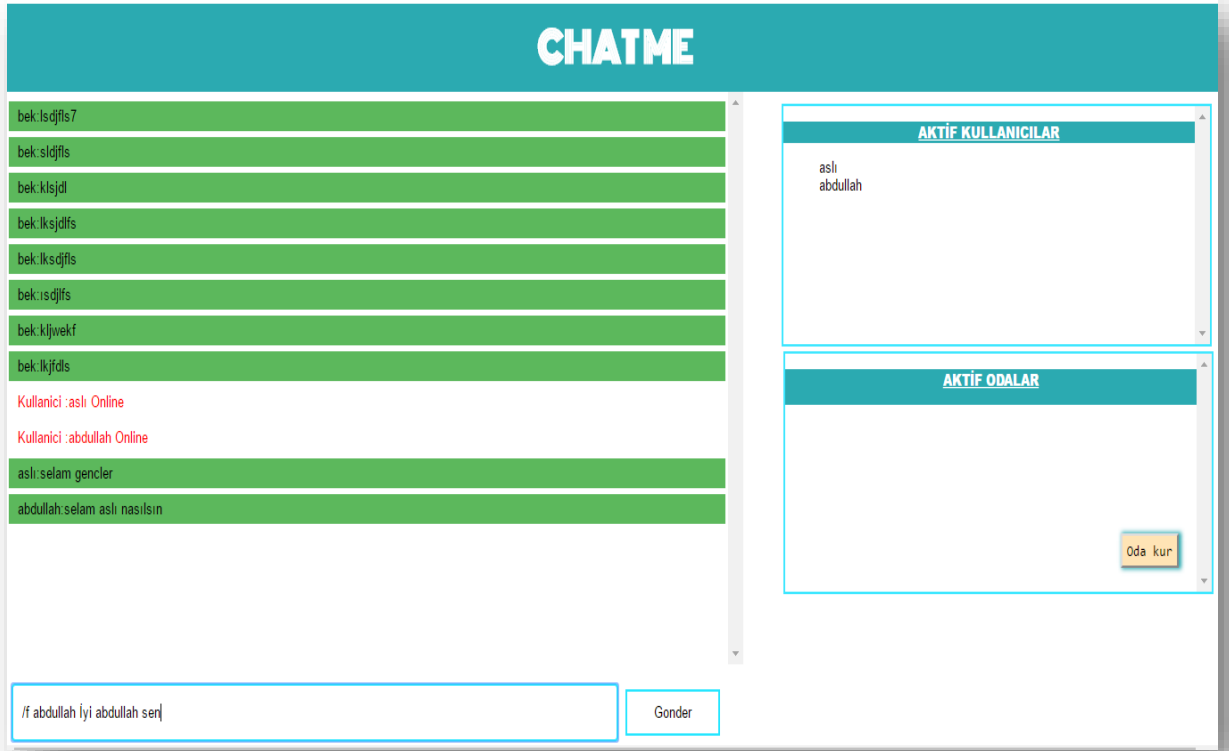 CHATME
bek:lsdjfls7
bek:sldjfls
bek:klsjdl
bek:lksjdlfs
bek:lksdjfls
bek:ısdjlfs
bek:kljwekf
bek:lkjfdls
Kullanici :aslı Online
Kullanici :abdullah Online
aslı:selam gencler
abdullah:selam aslı nasılsın
/f abdullah İyi abdullah sen
Gonder
AKTİF KULLANICILAR
aslı
abdullah
AKTİF ODALAR
Oda kur